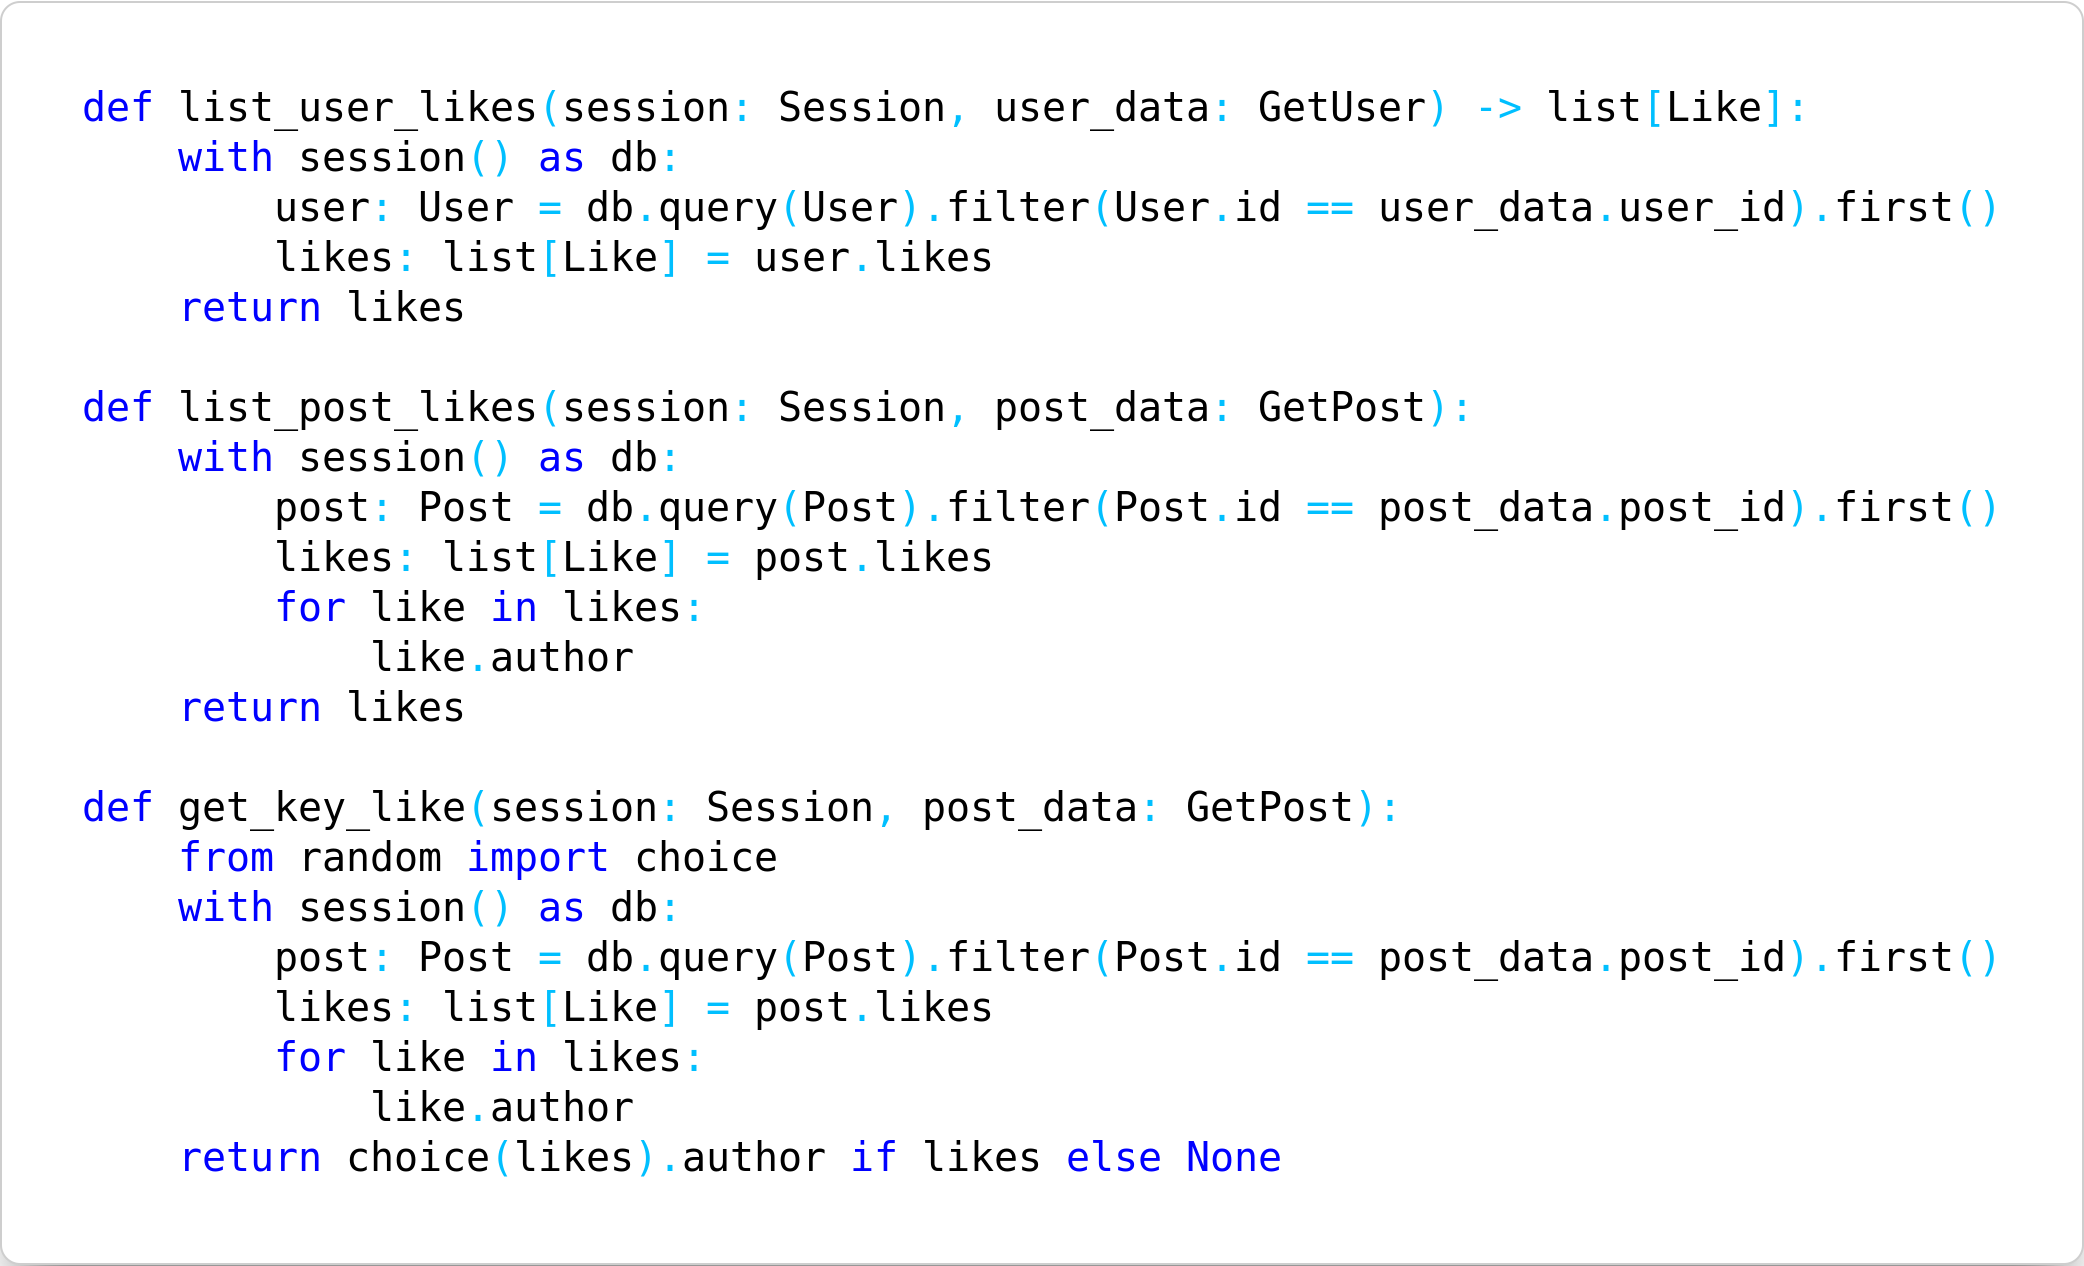 def list_user_likes(session: Session, user_data: GetUser) -> list[Like]:
    with session() as db:
        user: User = db.query(User).filter(User.id == user_data.user_id).first()
        likes: list[Like] = user.likes
    return likes

def list_post_likes(session: Session, post_data: GetPost):
    with session() as db:
        post: Post = db.query(Post).filter(Post.id == post_data.post_id).first()
        likes: list[Like] = post.likes
        for like in likes:
            like.author
    return likes

def get_key_like(session: Session, post_data: GetPost):
    from random import choice
    with session() as db:
        post: Post = db.query(Post).filter(Post.id == post_data.post_id).first()
        likes: list[Like] = post.likes
        for like in likes:
            like.author
    return choice(likes).author if likes else None